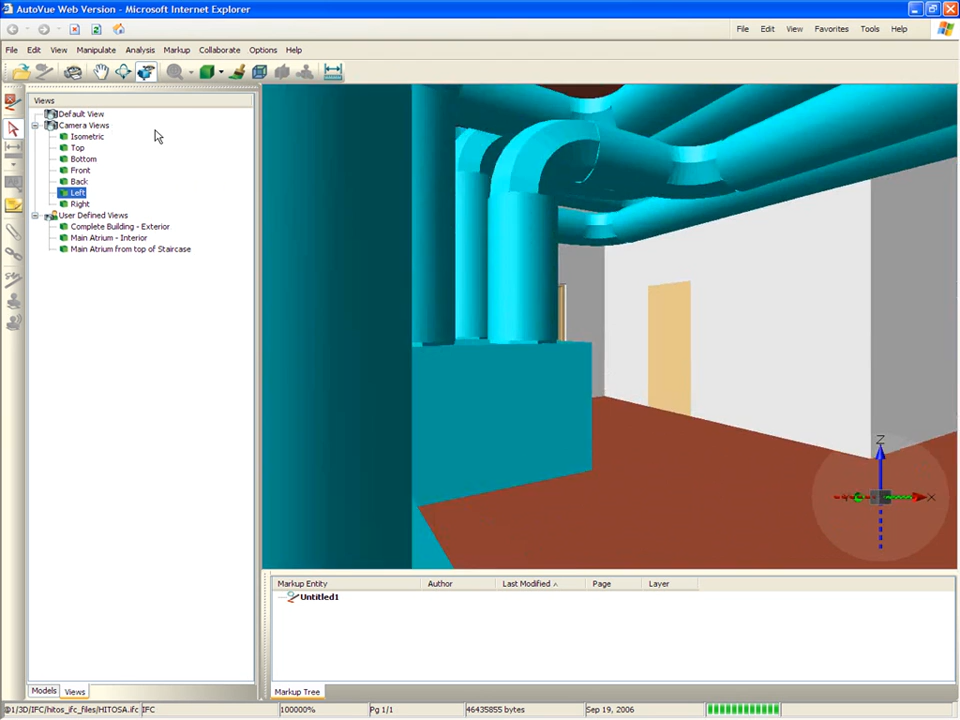 AutoVue Web Version - Microsoft Internet Explorer
File Edit View Favorites Tools Help
File Edit View Manipulate Analysis Markup Collaborate Options Help
Views
Default View
Camera Views
Isometric
Top
Bottom
Front
Back
Left
Right
User Defined Views
Complete Building - Exterior
Main Atrium - Interior
Main Atrium from top of Staircase
Z
Y X
Markup Entity Author Last Modified Page Layer
Untitled1
Models Views
Markup Tree
1/3D/IFC/hitos_ifc_files/HITOSA.ifc IFC 100000% Pg 1/1 46435855 bytes Sep 19, 2006